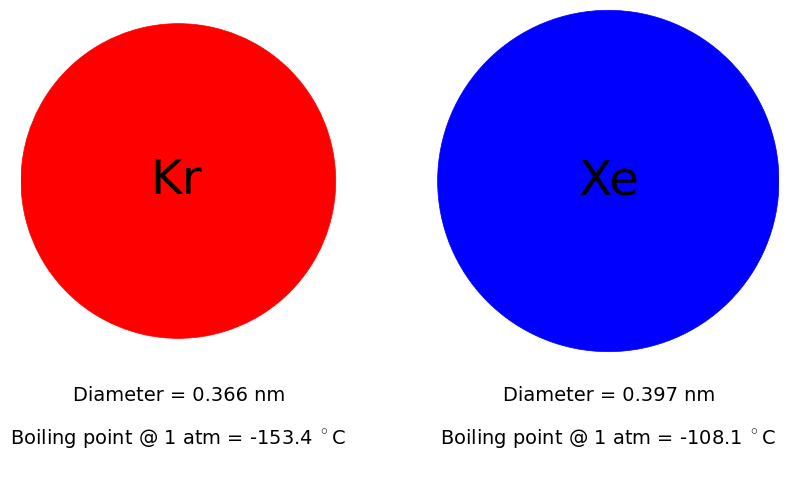 Kr
Xe
Diameter = 0.366 nm
Diameter = 0.397 nm
Boiling point @ 1 atm = -153.4 °C
Boiling point @ 1 atm = -108.1 °C